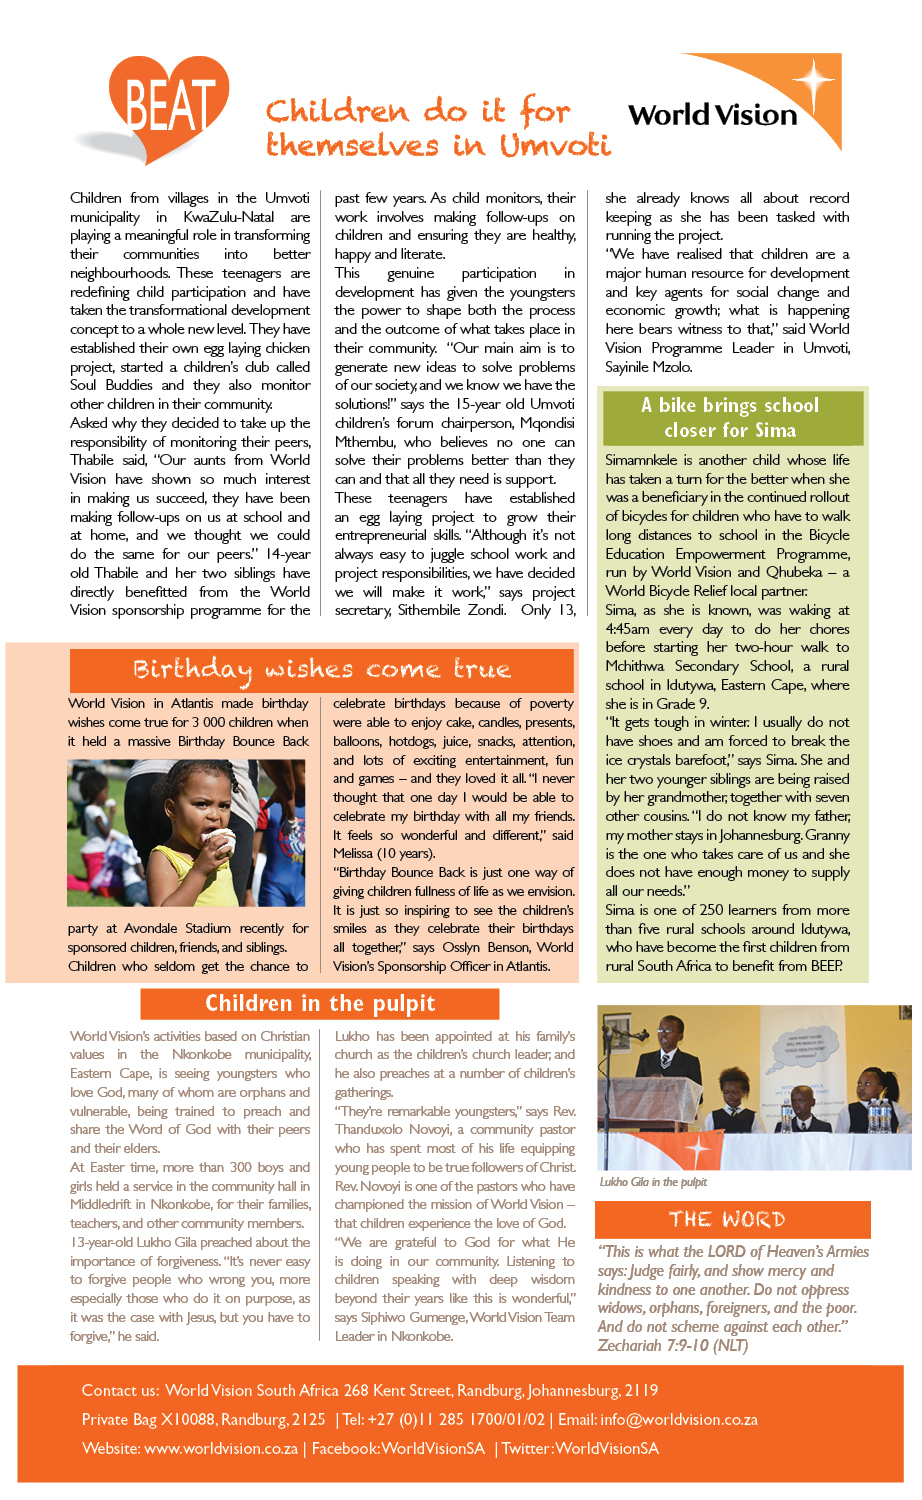 BEAT
Children do it for
themselves in Umvoti
World Vision
Children from villages in the Umvoti
municipality in KwaZulu-Natal are
playing a meaningful role in transforming
their communities into better
neighbourhoods. These teenagers are
redefining child participation and have
taken the transformational development
concept to a whole new level. They have
established their own egg laying chicken
project, started a children's club called
Soul Buddies and they also monitor
other children in their community.
Asked why they decided to take up the
responsibility of monitoring their peers,
Thabile said, “Our aunts from World
Vision have shown so much interest
in making us succeed, they have been
making follow-ups on us at school and
at home, and we thought we could
do the same for our peers.” 14-year
old Thabile and her two siblings have
directly benefitted from the World
Vision sponsorship programme for the
past few years. As child monitors, their
work involves making follow-ups on
children and ensuring they are healthy,
happy and literate.
This genuine participation in
development has given the youngsters
the power to shape both the process
and the outcome of what takes place in
their community. “Our main aim is to
generate new ideas to solve problems
of our society, and we know we have the
solutions!” says the 15-year old Umvoti
children's forum chairperson, Mqondisi
Mthembu, who believes no one can
solve their problems better than they
can and that all they need is support.
These teenagers have established
an egg laying project to grow their
entrepreneurial skills. “Although it's not
always easy to juggle school work and
project responsibilities, we have decided
we will make it work,” says project
secretary, Sithembile Zondi. Only 13,
she already knows all about record
keeping as she has been tasked with
running the project.
“We have realised that children are a
major human resource for development
and key agents for social change and
economic growth; what is happening
here bears witness to that,” said World
Vision Programme Leader in Umvoti,
Sayinile Mzolo.
A bike brings school
closer for Sima
Simamnkele is another child whose life
has taken a turn for the better when she
was a beneficiary in the continued rollout
of bicycles for children who have to walk
long distances to school in the Bicycle
Education Empowerment Programme,
run by World Vision and Qhubeka – a
World Bicycle Relief local partner.
Sima, as she is known, was waking at
4:45am every day to do her chores
before starting her two-hour walk to
Mchithwa Secondary School, a rural
school in Idutywa, Eastern Cape, where
she is in Grade 9.
“It gets tough in winter. I usually do not
have shoes and am forced to break the
ice crystals barefoot,” says Sima. She and
her two younger siblings are being raised
by her grandmother, together with seven
other cousins. “I do not know my father,
my mother stays in Johannesburg. Granny
is the one who takes care of us and she
does not have enough money to supply
all our needs.”
Sima is one of 250 learners from more
than five rural schools around Idutywa,
who have become the first children from
rural South Africa to benefit from BEEP.
Birthday wishes come true
World Vision in Atlantis made birthday
wishes come true for 3 000 children when
it held a massive Birthday Bounce Back
party at Avondale Stadium recently for
sponsored children, friends, and siblings.
Children who seldom get the chance to
celebrate birthdays because of poverty
were able to enjoy cake, candles, presents,
balloons, hotdogs, juice, snacks, attention,
and lots of exciting entertainment, fun
and games – and they loved it all. “I never
thought that one day I would be able to
celebrate my birthday with all my friends.
It feels so wonderful and different,” said
Melissa (10 years).
“Birthday Bounce Back is just one way of
giving children fullness of life as we envision.
It is just so inspiring to see the children's
smiles as they celebrate their birthdays
all together,” says Osslyn Benson, World
Vision's Sponsorship Officer in Atlantis.
Children in the pulpit
World Vision's activities based on Christian
values in the Nkonkobe municipality,
Eastern Cape, is seeing youngsters who
love God, many of whom are orphans and
vulnerable, being trained to preach and
share the Word of God with their peers
and their elders.
At Easter time, more than 300 boys and
girls held a service in the community hall in
Middledrift in Nkonkobe, for their families,
teachers, and other community members.
13-year-old Lukho Gila preached about the
importance of forgiveness. “It's never easy
to forgive people who wrong you, more
especially those who do it on purpose, as
it was the case with Jesus, but you have to
forgive,” he said.
Lukho has been appointed at his family's
church as the children's church leader, and
he also preaches at a number of children's
gatherings.
“They're remarkable youngsters,” says Rev.
Thanduxolo Novoyi, a community pastor
who has spent most of his life equipping
young people to be true followers of Christ.
Rev. Novoyi is one of the pastors who have
championed the mission of World Vision –
that children experience the love of God.
“We are grateful to God for what He
is doing in our community. Listening to
children speaking with deep wisdom
beyond their years like this is wonderful,”
says Siphiwo Gumenge, World Vision Team
Leader in Nkonkobe.
Lukho Gila in the pulpit
THE WORD
“This is what the LORD of Heaven's Armies
says: Judge fairly, and show mercy and
kindness to one another. Do not oppress
widows, orphans, foreigners, and the poor.
And do not scheme against each other.”
Zechariah 7:9-10 (NLT)
Contact us: World Vision South Africa 268 Kent Street, Randburg, Johannesburg, 2119
Private Bag X10088, Randburg, 2125 | Tel: +27 (0)11 285 1700/01/02 | Email: info@worldvision.co.za
Website: www.worldvision.co.za | Facebook:WorldVisionSA | Twitter:WorldVisionSA